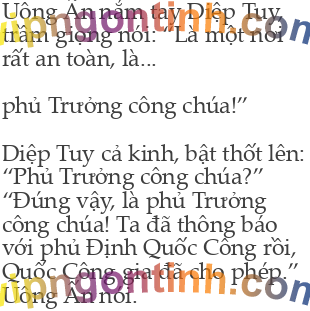 Uông Ấn nắm tay Diệp Tuy,
trầm giọng nói: “Là một nơi
rất an toàn, là...
phủ Trưởng công chúa!”
Diệp Tuy cả kinh, bật thốt lên:
“Phủ Trưởng công chúa?”
“Đúng vậy, là phủ Trưởng
công chúa! Ta đã thông báo
với phủ Định Quốc Công rồi,
Quốc Công gia đã cho phép.”
Uông Ấn nói.